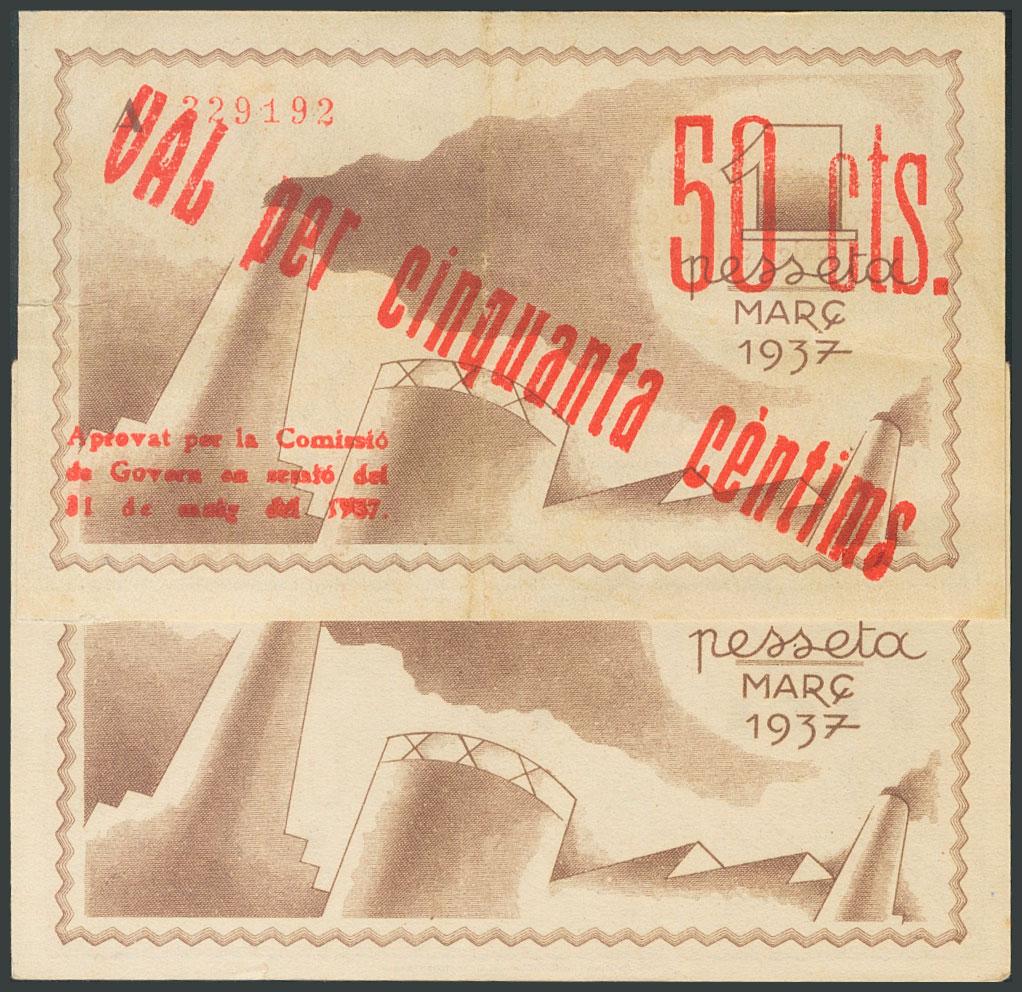 A 229192
VAL per cinquanta cèntims
50 cts.
1
pesseta
MARÇ
1937
Aprovat per la Comissió
de Govern en sessió del
31 de maig del 1937.
pesseta
MARÇ
1937